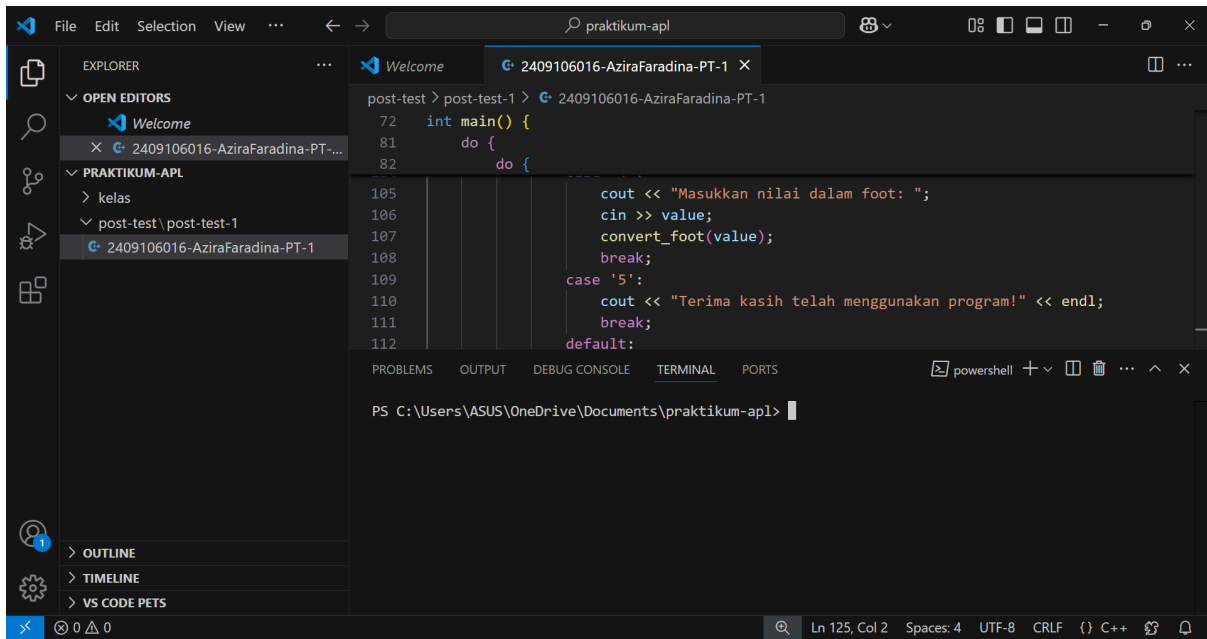 File Edit Selection View ··· praktikum-apl
EXPLORER
OPEN EDITORS
Welcome
2409106016-AziraFaradina-PT-...
PRAKTIKUM-APL
kelas
post-test\post-test-1
2409106016-AziraFaradina-PT-1
OUTLINE
TIMELINE
VS CODE PETS
Welcome 2409106016-AziraFaradina-PT-1
post-test > post-test-1 > 2409106016-AziraFaradina-PT-1
72 int main() {
81 do {
82 do {
105 cout << "Masukkan nilai dalam foot: ";
106 cin >> value;
107 convert_foot(value);
108 break;
109 case '5':
110 cout << "Terima kasih telah menggunakan program!" << endl;
111 break;
112 default:
PROBLEMS OUTPUT DEBUG CONSOLE TERMINAL PORTS powershell
PS C:\Users\ASUS\OneDrive\Documents\praktikum-apl>
1
0 0 Ln 125, Col 2 Spaces: 4 UTF-8 CRLF {} C++